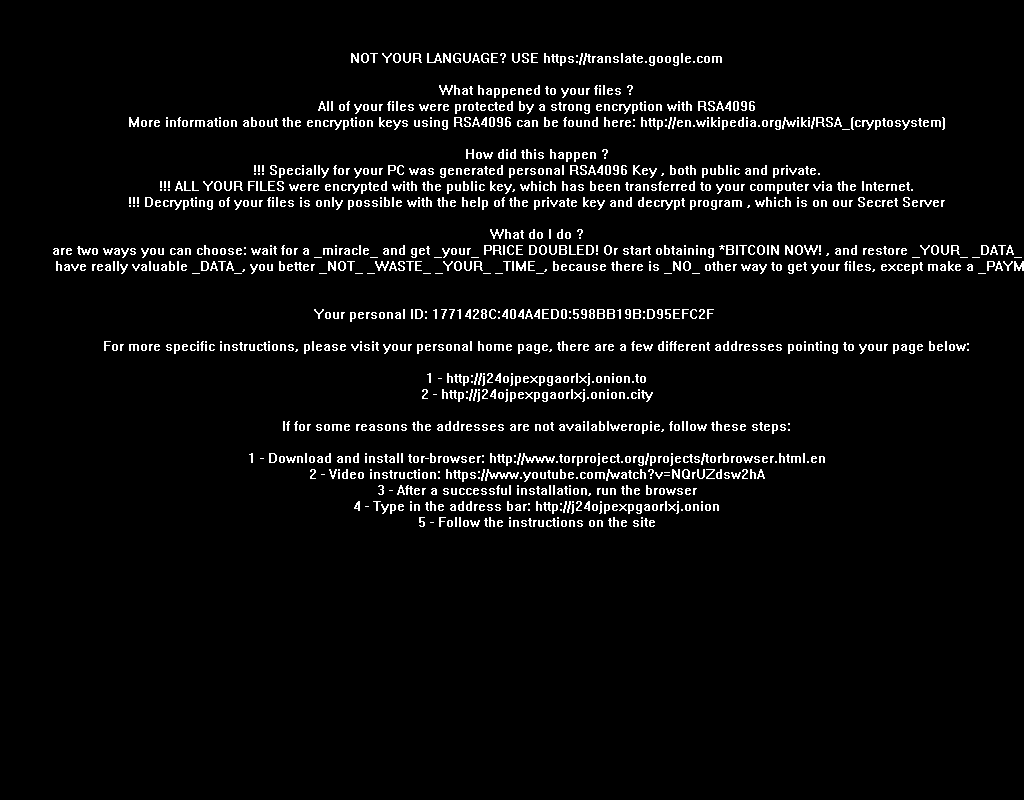 NOT YOUR LANGUAGE? USE https://translate.google.com
What happened to your files ?
All of your files were protected by a strong encryption with RSA4096
More information about the encryption keys using RSA4096 can be found here: http://en.wikipedia.org/wiki/RSA_(cryptosystem)
How did this happen ?
!!! Specially for your PC was generated personal RSA4096 Key , both public and private.
!!! ALL YOUR FILES were encrypted with the public key, which has been transferred to your computer via the Internet.
!!! Decrypting of your files is only possible with the help of the private key and decrypt program , which is on our Secret Server
What do I do ?
are two ways you can choose: wait for a _miracle_ and get _your_ PRICE DOUBLED! Or start obtaining *BITCOIN NOW! , and restore _YOUR_ _DATA_
have really valuable _DATA_, you better _NOT_ _WASTE_ _YOUR_ _TIME_, because there is _NO_ other way to get your files, except make a _PAYM
Your personal ID: 1771428C:404A4ED0:598BB19B:D95EFC2F
For more specific instructions, please visit your personal home page, there are a few different addresses pointing to your page below:
1 - http://j24ojpexpgaorlxj.onion.to
2 - http://j24ojpexpgaorlxj.onion.city
If for some reasons the addresses are not availablweropie, follow these steps:
1 - Download and install tor-browser: http://www.torproject.org/projects/torbrowser.html.en
2 - Video instruction: https://www.youtube.com/watch?v=NQrUZdsw2hA
3 - After a successful installation, run the browser
4 - Type in the address bar: http://j24ojpexpgaorlxj.onion
5 - Follow the instructions on the site